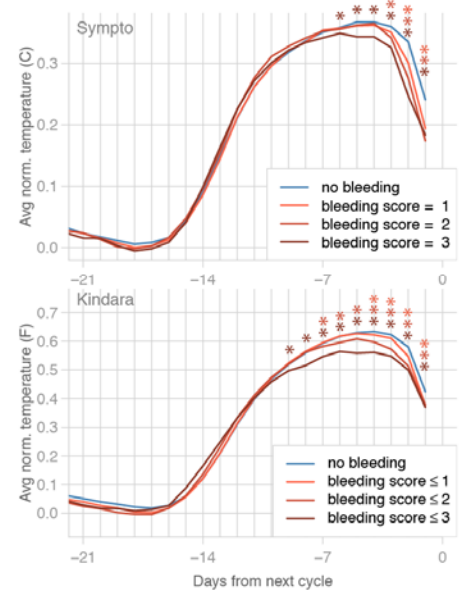 Sympto
Avg norm. temperature (C)
0.3
0.2
0.1
0.0
no bleeding
bleeding score = 1
bleeding score = 2
bleeding score = 3
−21
−14
−7
0
Kindara
Avg norm. temperature (F)
0.7
0.6
0.5
0.4
0.3
0.2
0.1
0.0
no bleeding
bleeding score ≤ 1
bleeding score ≤ 2
bleeding score ≤ 3
−21
−14
−7
0
Days from next cycle